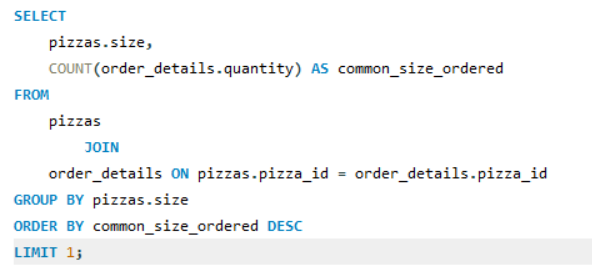 SELECT
pizzas.size,
COUNT(order_details.quantity) AS common_size_ordered
FROM
pizzas
JOIN
order_details ON pizzas.pizza_id = order_details.pizza_id
GROUP BY pizzas.size
ORDER BY common_size_ordered DESC
LIMIT 1;